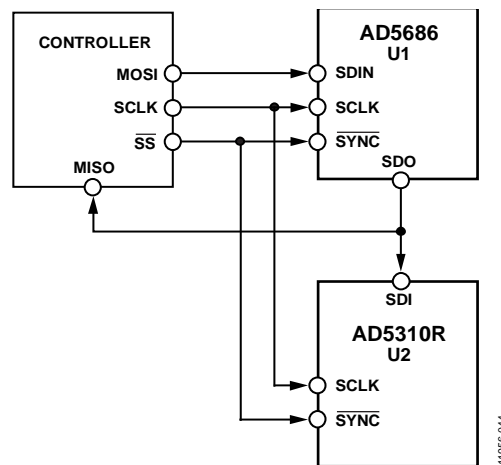 CONTROLLER
MOSI
SCLK
SS
MISO
AD5686
U1
SDIN
SCLK
SYNC
SDO
SDI
AD5310R
U2
SCLK
SYNC